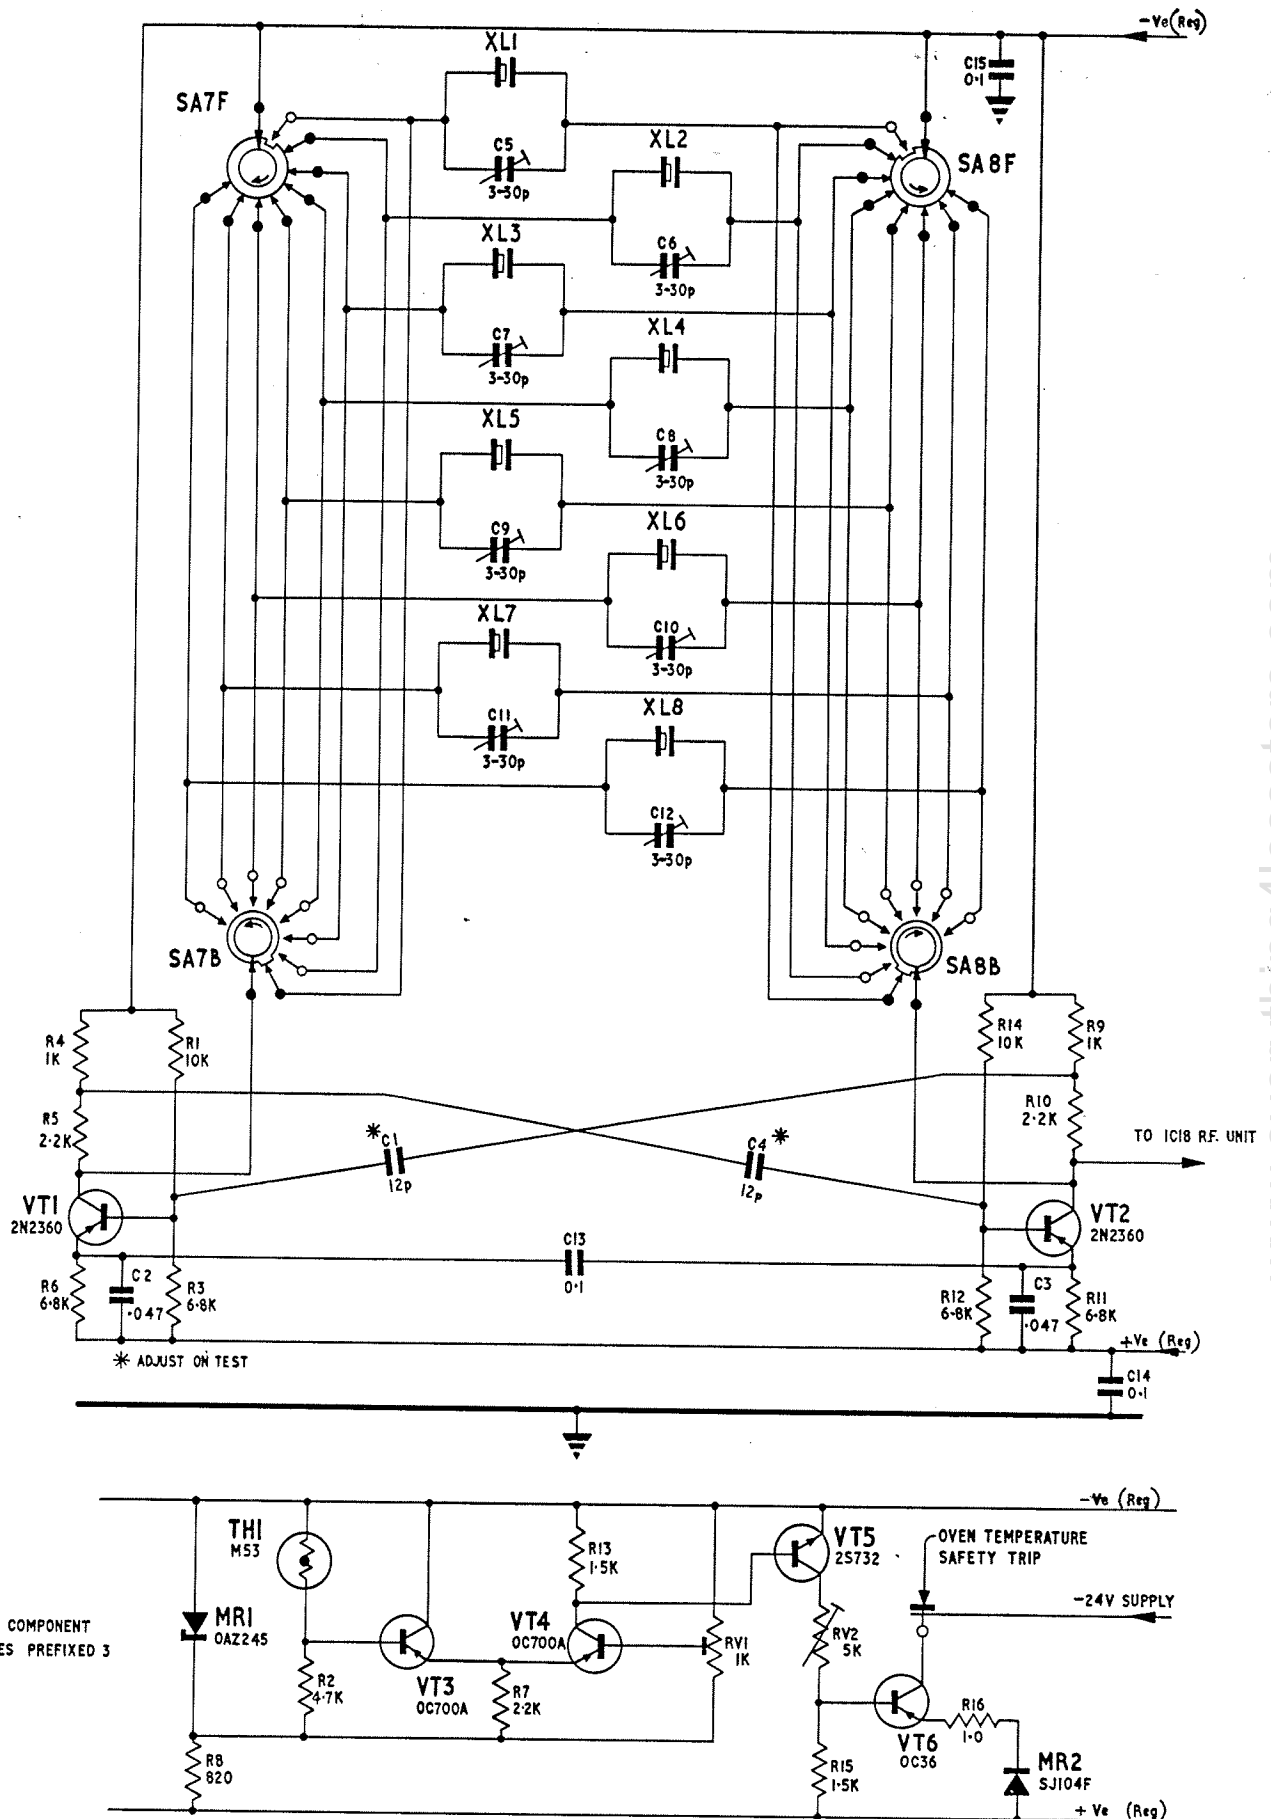 -Ve (Reg)
XL1
C15
0·1
SA7F
C5
3-30p
XL2
SA8F
C6
3-30p
XL3
C7
3-30p
XL4
C8
3-30p
XL5
C9
3-30p
XL6
C10
3-30p
XL7
C11
3-30p
XL8
C12
3-30p
SA7B
SA8B
R4
1K
R1
10K
R14
10K
R9
1K
R5
2·2K
R10
2·2K
* C1
12p
C4 *
12p
TO 1C18 R.F. UNIT
VT1
2N2360
VT2
2N2360
C13
0·1
R6
6·8K
C2
·047
R3
6·8K
R12
6·8K
C3
·047
R11
6·8K
+Ve (Reg)
* ADJUST ON TEST
C14
0·1
-Ve (Reg)
TH1
M53
R13
1·5K
VT5
2S732
OVEN TEMPERATURE
SAFETY TRIP
-24V SUPPLY
COMPONENT
ES PREFIXED 3
MR1
OAZ245
VT4
OC700A
RV1
1K
RV2
5K
R2
4·7K
VT3
OC700A
R7
2·2K
R16
1·0
VT6
OC36
R8
820
R15
1·5K
MR2
SJ104F
+Ve (Reg)